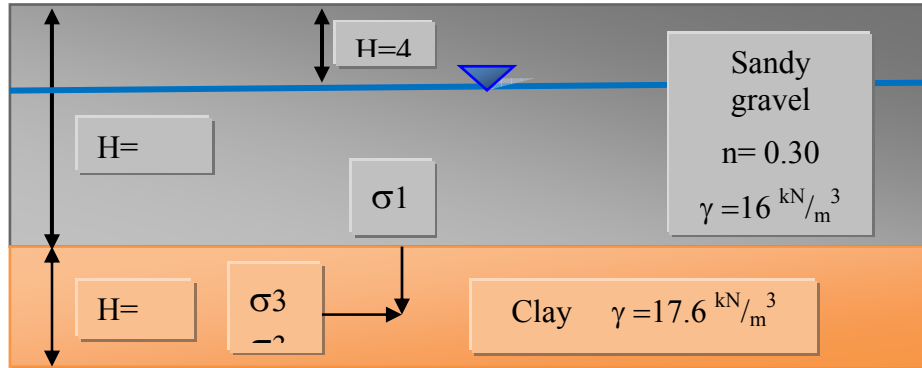 H=4
Sandy
gravel
n= 0.30
γ =16 kN/m³
H=
σ1
H=
σ3
Clay γ =17.6 kN/m³